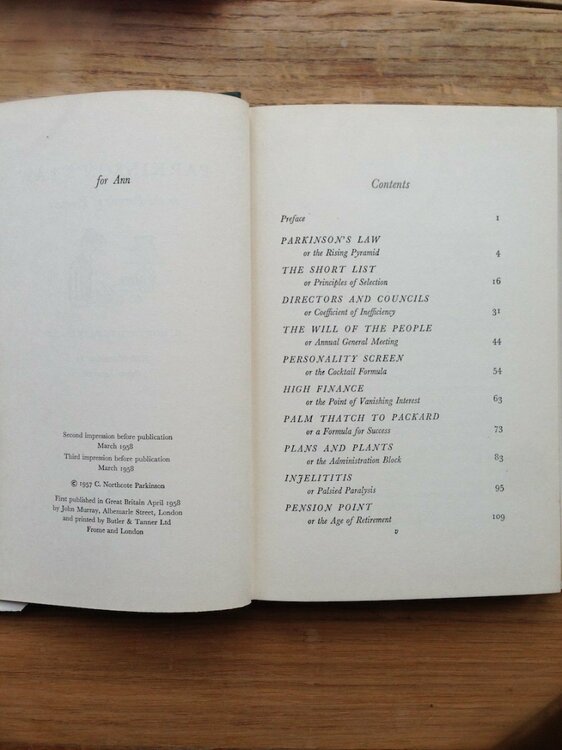 for Ann
Second impression before publication
March 1958
Third impression before publication
March 1958
© 1957 C. Northcote Parkinson
First published in Great Britain April 1958
by John Murray, Albemarle Street, London
and printed by Butler & Tanner Ltd
Frome and London
Contents
Preface 1
PARKINSON'S LAW
or the Rising Pyramid 4
THE SHORT LIST
or Principles of Selection 16
DIRECTORS AND COUNCILS
or Coefficient of Inefficiency 31
THE WILL OF THE PEOPLE
or Annual General Meeting 44
PERSONALITY SCREEN
or the Cocktail Formula 54
HIGH FINANCE
or the Point of Vanishing Interest 63
PALM THATCH TO PACKARD
or a Formula for Success 73
PLANS AND PLANTS
or the Administration Block 83
INJELITITIS
or Palsied Paralysis 95
PENSION POINT
or the Age of Retirement 109
v